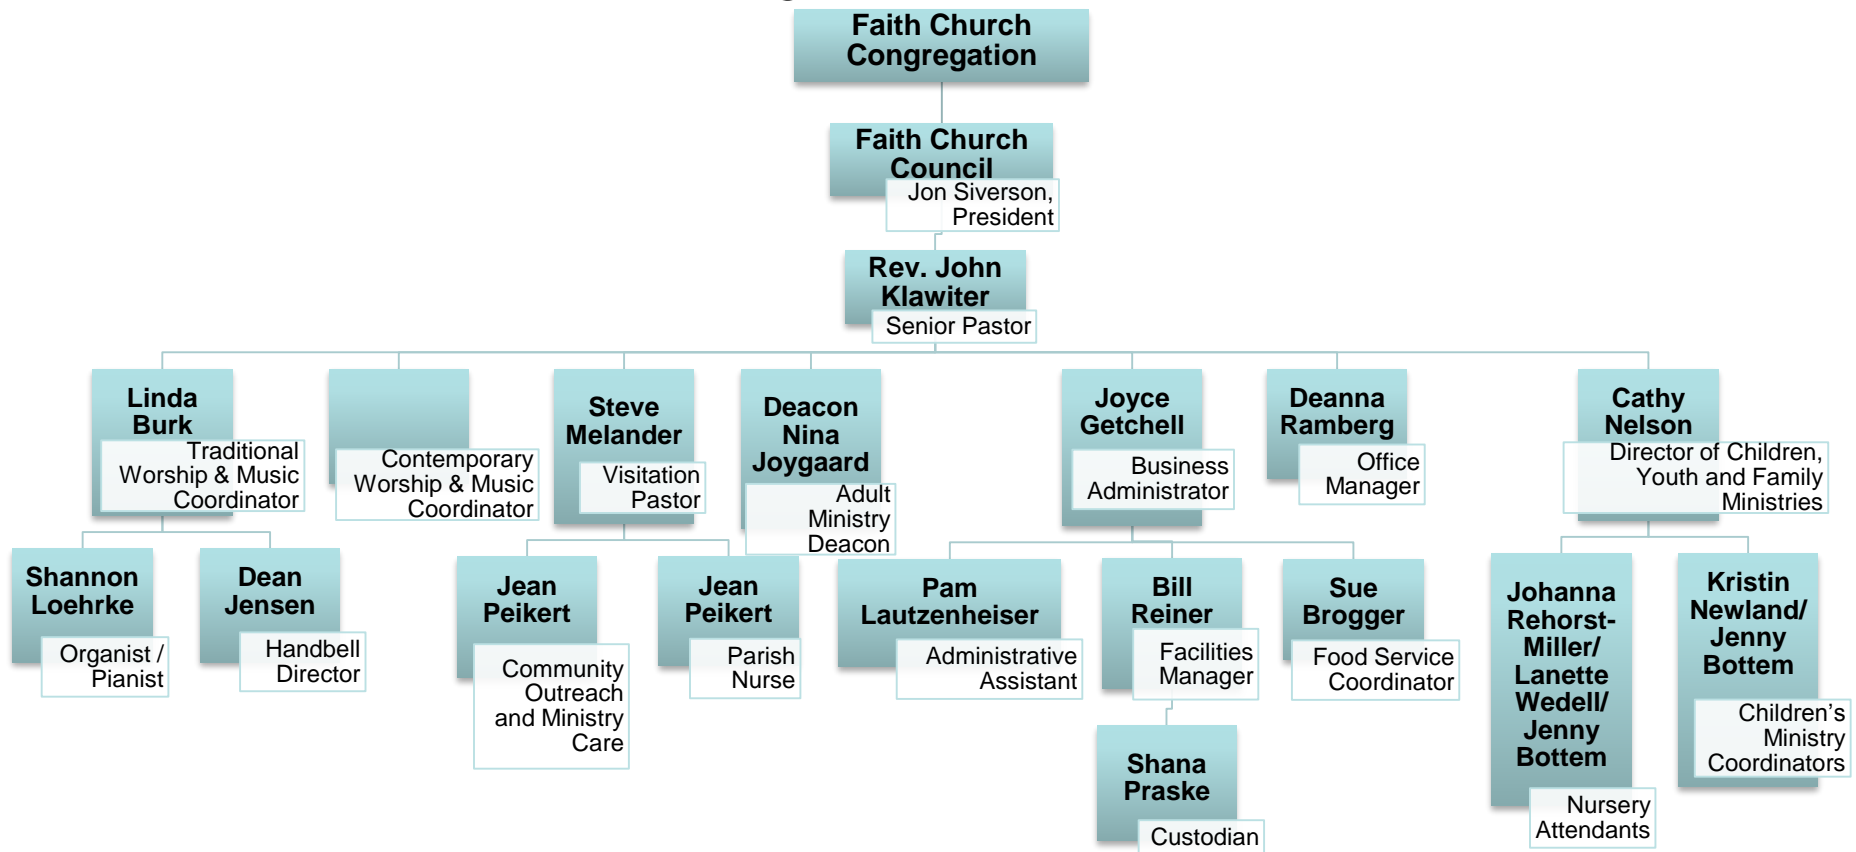 Faith Church
Congregation
Faith Church
Council
Jon Siverson,
President
Rev. John
Klawiter
Senior Pastor
Linda
Burk
Traditional
Worship & Music
Coordinator
Contemporary
Worship & Music
Coordinator
Steve
Melander
Visitation
Pastor
Deacon
Nina
Joygaard
Adult
Ministry
Deacon
Joyce
Getchell
Business
Administrator
Deanna
Ramberg
Office
Manager
Cathy
Nelson
Director of Children,
Youth and Family
Ministries
Shannon
Loehrke
Organist /
Pianist
Dean
Jensen
Handbell
Director
Jean
Peikert
Community
Outreach
and Ministry
Care
Jean
Peikert
Parish
Nurse
Pam
Lautzenheiser
Administrative
Assistant
Bill
Reiner
Facilities
Manager
Sue
Brogger
Food Service
Coordinator
Shana
Praske
Custodian
Johanna
Rehorst-
Miller/
Lanette
Wedell/
Jenny
Bottem
Nursery
Attendants
Kristin
Newland/
Jenny
Bottem
Children's
Ministry
Coordinators